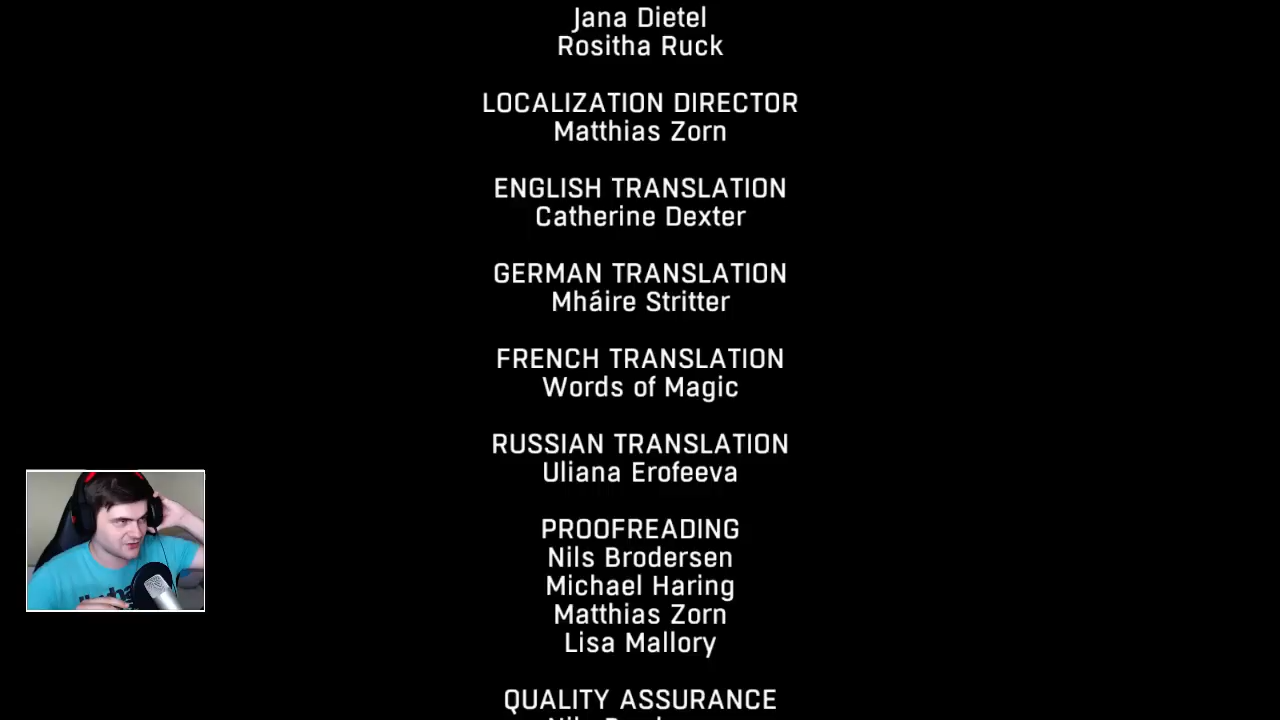 Jana Dietel
Rositha Ruck
LOCALIZATION DIRECTOR
Matthias Zorn
ENGLISH TRANSLATION
Catherine Dexter
GERMAN TRANSLATION
Mháire Stritter
FRENCH TRANSLATION
Words of Magic
RUSSIAN TRANSLATION
Uliana Erofeeva
PROOFREADING
Nils Brodersen
Michael Haring
Matthias Zorn
Lisa Mallory
QUALITY ASSURANCE